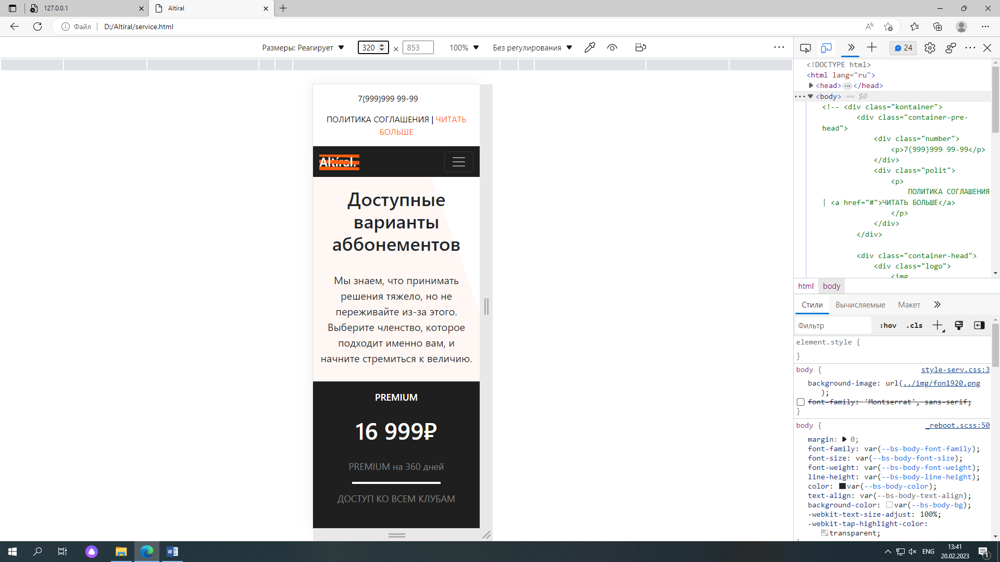 127.0.0.1
Altiral
Файл
D:/Altíral/service.html
Размеры: Реагирует
320 × 853
100%
Без регулирования
24
<!DOCTYPE html>
<html lang="ru">
<head> ··· </head>
··· <body> == $0
<!-- <div class="kontainer">
<div class="container-pre-
head">
<div class="number">
<p>7(999)999 99-99</p>
</div>
<div class="polit">
<p>
ПОЛИТИКА СОГЛАШЕНИЯ
| <a href="#">ЧИТАТЬ БОЛЬШЕ</a>
</p>
</div>
</div>
<div class="container-head">
<div class="logo">
<img
html body
Стили Вычисляемые Макет
Фильтр :hov .cls
element.style {
}
body { style-serv.css:3
background-image: url(../img/fon1920.png
);
font-family: 'Montserrat', sans-serif;
}
body { _reboot.scss:50
margin: 0;
font-family: var(--bs-body-font-family);
font-size: var(--bs-body-font-size);
font-weight: var(--bs-body-font-weight);
line-height: var(--bs-body-line-height);
color: var(--bs-body-color);
text-align: var(--bs-body-text-align);
background-color: var(--bs-body-bg);
-webkit-text-size-adjust: 100%;
-webkit-tap-highlight-color:
transparent;
7(999)999 99-99
ПОЛИТИКА СОГЛАШЕНИЯ | ЧИТАТЬ
БОЛЬШЕ
Altíral.
Доступные
варианты
аббонементов
Мы знаем, что принимать
решения тяжело, но не
переживайте из-за этого.
Выберите членство, которое
подходит именно вам, и
начните стремиться к величию.
PREMIUM
16 999₽
PREMIUM на 360 дней
ДОСТУП КО ВСЕМ КЛУБАМ
ENG
13:41
20.02.2023
1